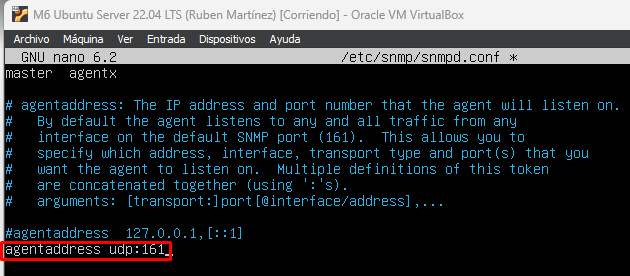 M6 Ubuntu Server 22.04 LTS (Ruben Martínez) [Corriendo] - Oracle VM VirtualBox
Archivo Máquina Ver Entrada Dispositivos Ayuda
GNU nano 6.2 /etc/snmp/snmpd.conf *
master agentx
# agentaddress: The IP address and port number that the agent will listen on.
# By default the agent listens to any and all traffic from any
# interface on the default SNMP port (161). This allows you to
# specify which address, interface, transport type and port(s) that you
# want the agent to listen on. Multiple definitions of this token
# are concatenated together (using ':'s).
# arguments: [transport:]port[@interface/address],...
#agentaddress 127.0.0.1,[::1]
agentaddress udp:161